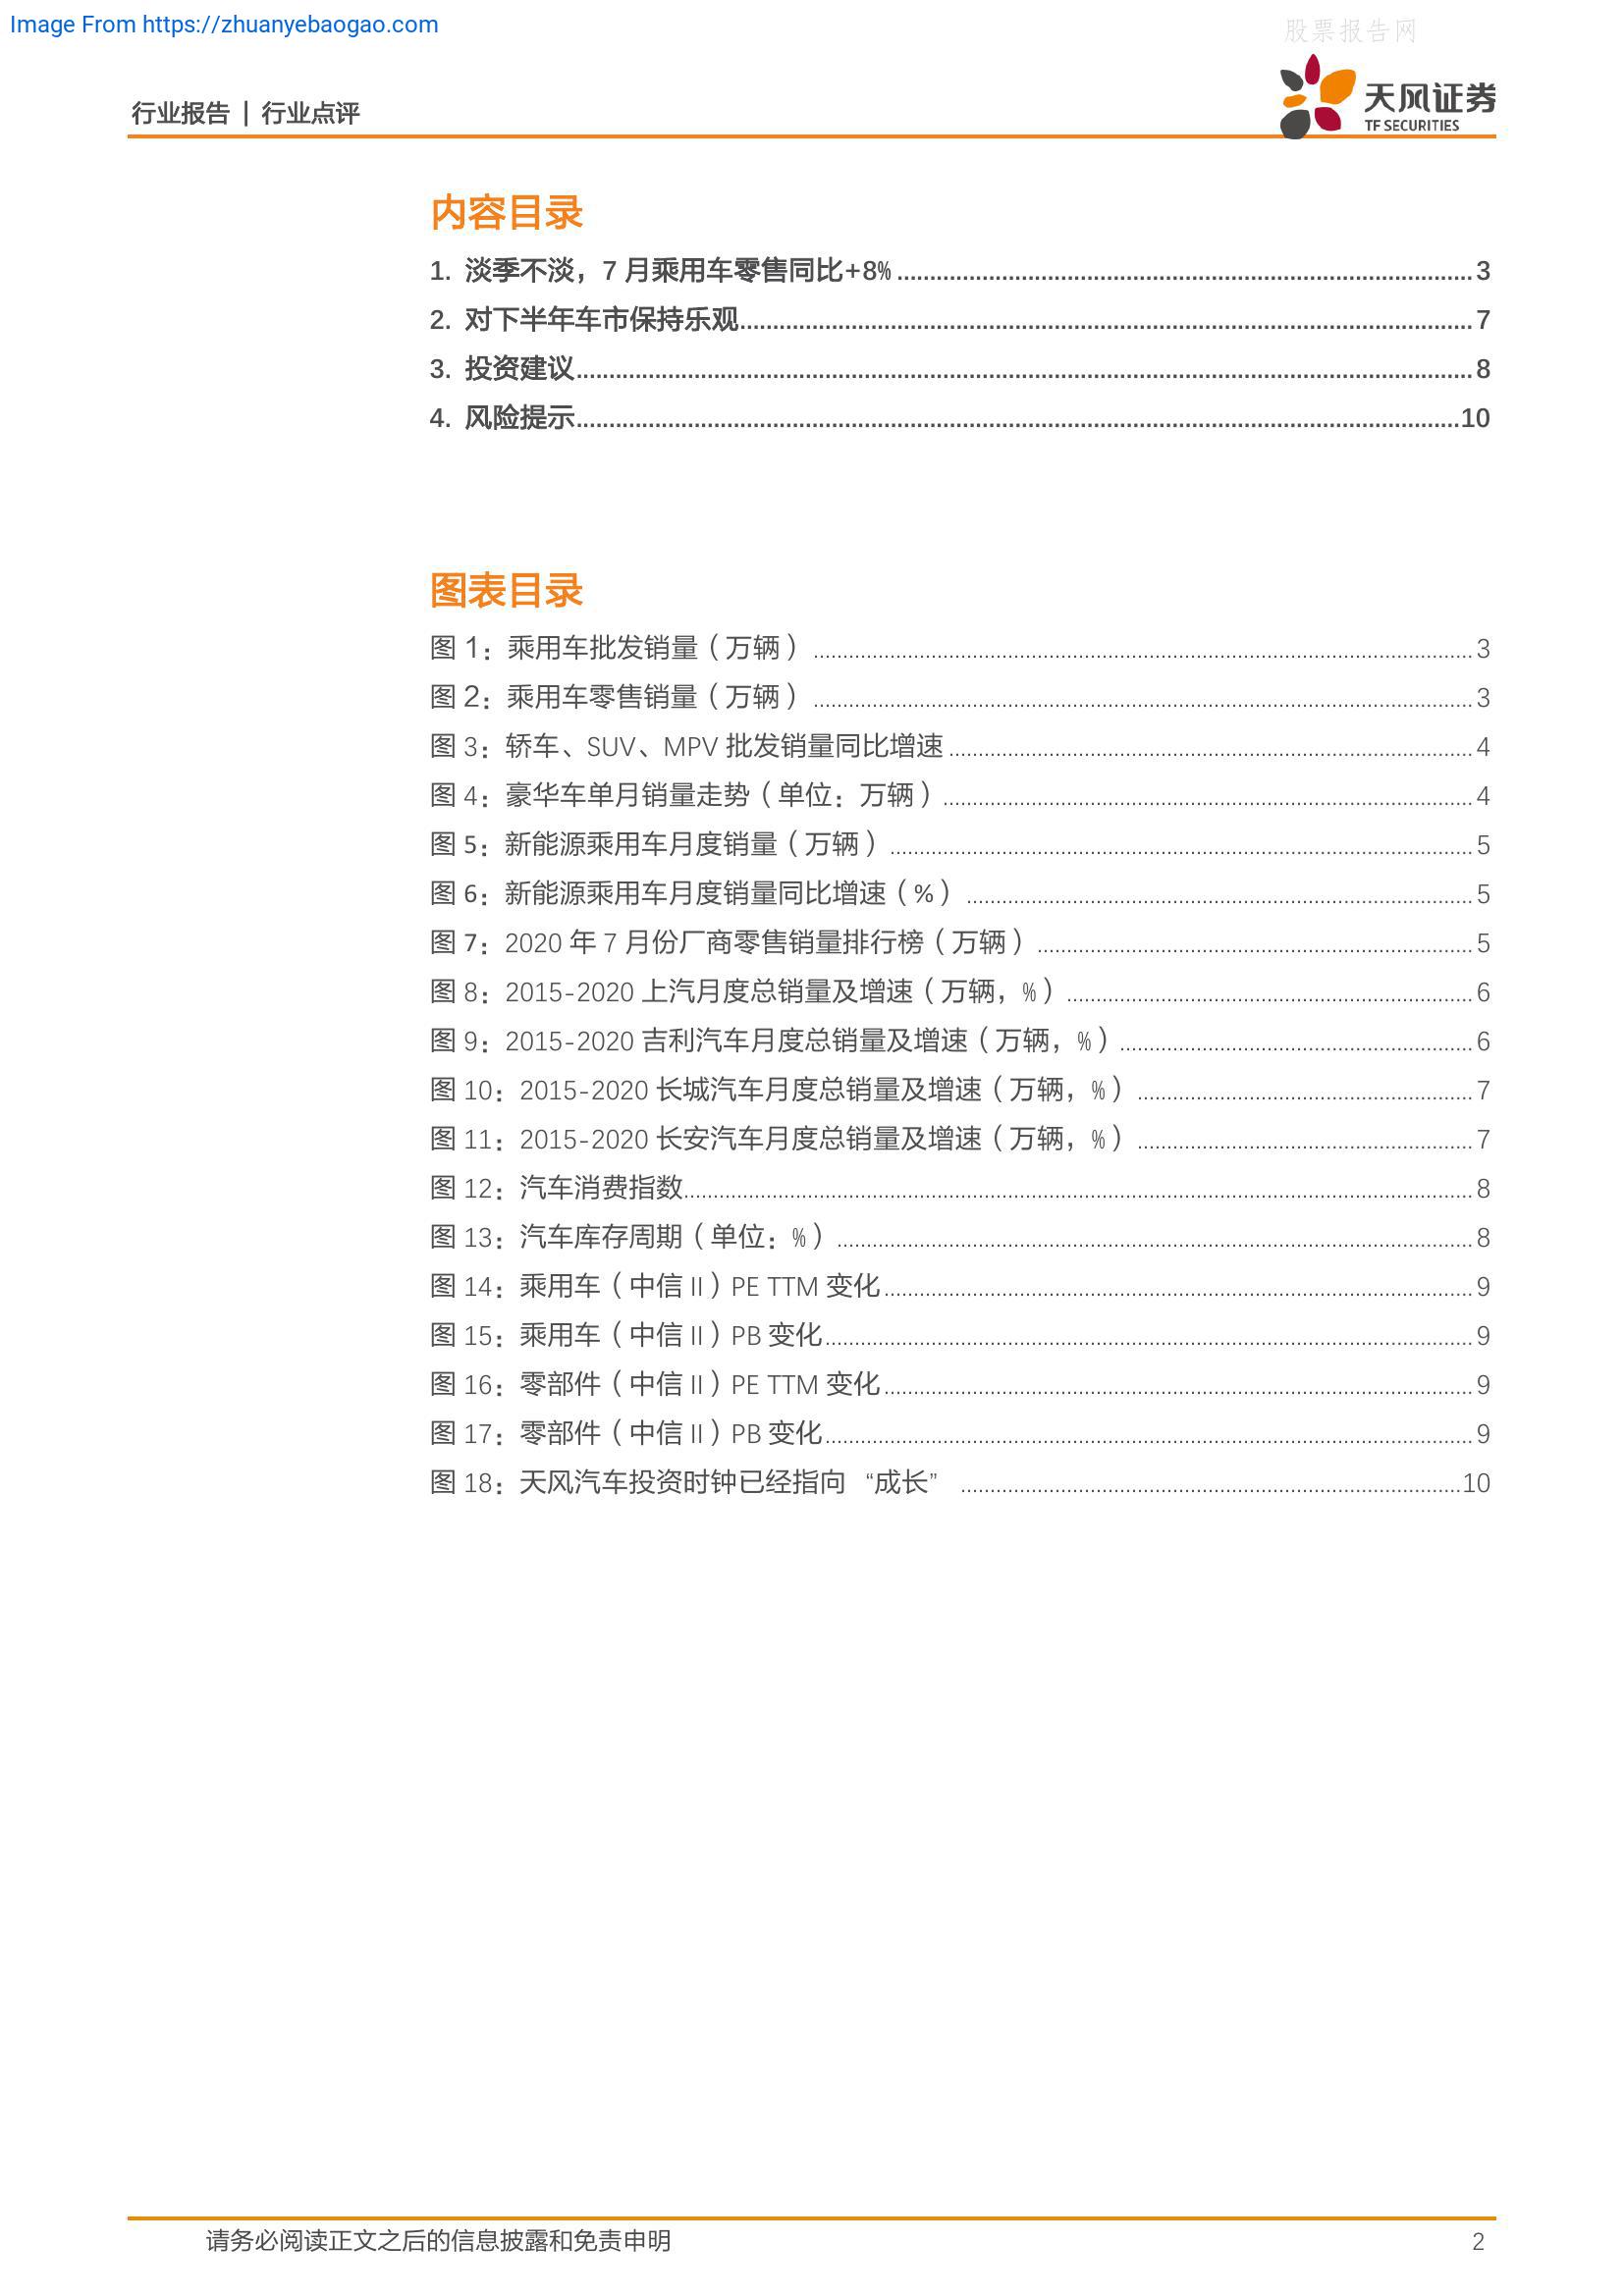 Image From https://zhuanyebaogao.com
股票报告网
行业报告 | 行业点评
天风证券
TF SECURITIES
内容目录
1. 淡季不淡，7 月乘用车零售同比+8% ........ 3
2. 对下半年车市保持乐观 ........ 7
3. 投资建议 ........ 8
4. 风险提示 ........ 10
图表目录
图 1：乘用车批发销量（万辆） ........ 3
图 2：乘用车零售销量（万辆） ........ 3
图 3：轿车、SUV、MPV 批发销量同比增速 ........ 4
图 4：豪华车单月销量走势（单位：万辆） ........ 4
图 5：新能源乘用车月度销量（万辆） ........ 5
图 6：新能源乘用车月度销量同比增速（%） ........ 5
图 7：2020 年 7 月份厂商零售销量排行榜（万辆） ........ 5
图 8：2015-2020 上汽月度总销量及增速（万辆，%） ........ 6
图 9：2015-2020 吉利汽车月度总销量及增速（万辆，%） ........ 6
图 10：2015-2020 长城汽车月度总销量及增速（万辆，%） ........ 7
图 11：2015-2020 长安汽车月度总销量及增速（万辆，%） ........ 7
图 12：汽车消费指数 ........ 8
图 13：汽车库存周期（单位：%） ........ 8
图 14：乘用车（中信 II）PE TTM 变化 ........ 9
图 15：乘用车（中信 II）PB 变化 ........ 9
图 16：零部件（中信 II）PE TTM 变化 ........ 9
图 17：零部件（中信 II）PB 变化 ........ 9
图 18：天风汽车投资时钟已经指向 “成长” ........ 10
请务必阅读正文之后的信息披露和免责申明 2